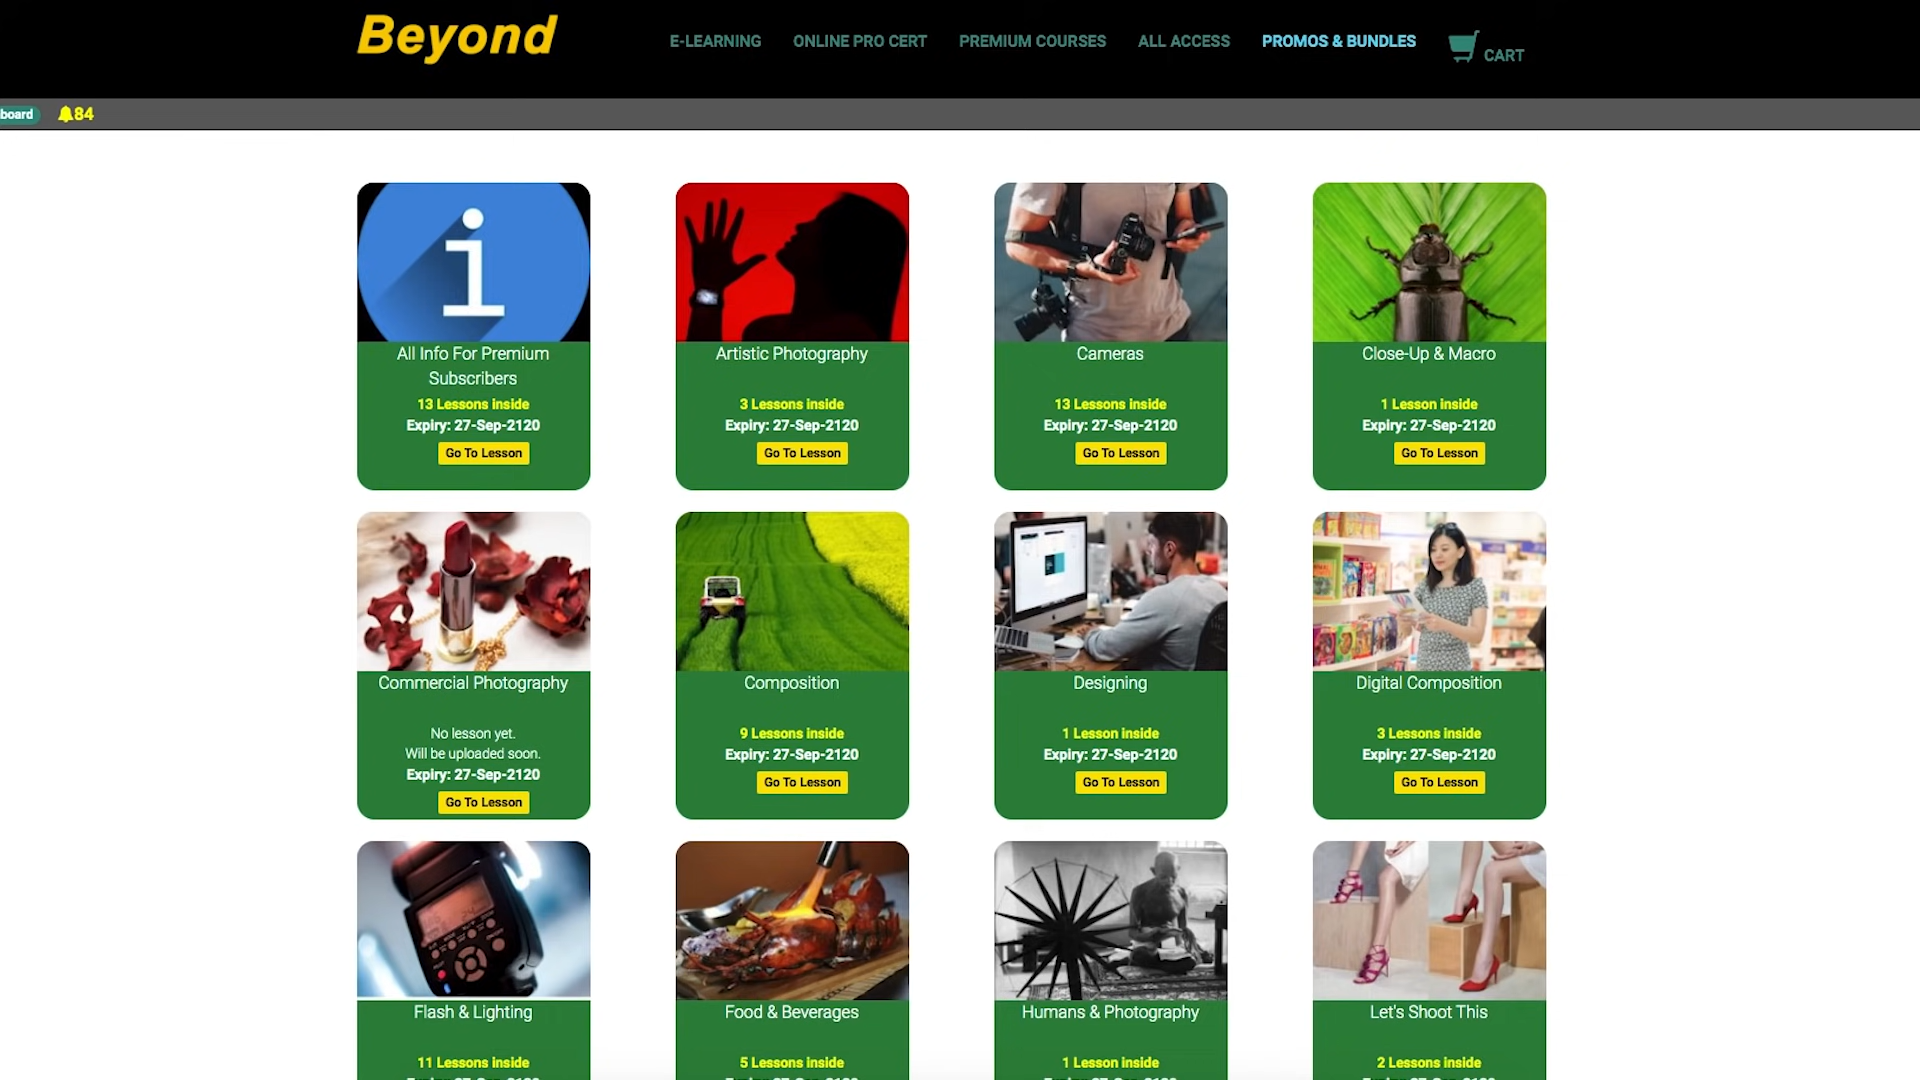 Beyond
E-LEARNING
ONLINE PRO CERT
PREMIUM COURSES
ALL ACCESS
PROMOS & BUNDLES
CART
board
84
All Info For Premium
Subscribers
13 Lessons inside
Expiry: 27-Sep-2120
Go To Lesson
Artistic Photography
3 Lessons inside
Expiry: 27-Sep-2120
Go To Lesson
Cameras
13 Lessons inside
Expiry: 27-Sep-2120
Go To Lesson
Close-Up & Macro
1 Lesson inside
Expiry: 27-Sep-2120
Go To Lesson
Commercial Photography
No lesson yet.
Will be uploaded soon.
Expiry: 27-Sep-2120
Go To Lesson
Composition
9 Lessons inside
Expiry: 27-Sep-2120
Go To Lesson
Designing
1 Lesson inside
Expiry: 27-Sep-2120
Go To Lesson
Digital Composition
3 Lessons inside
Expiry: 27-Sep-2120
Go To Lesson
Flash & Lighting
11 Lessons inside
Food & Beverages
5 Lessons inside
Humans & Photography
1 Lesson inside
Let's Shoot This
2 Lessons inside